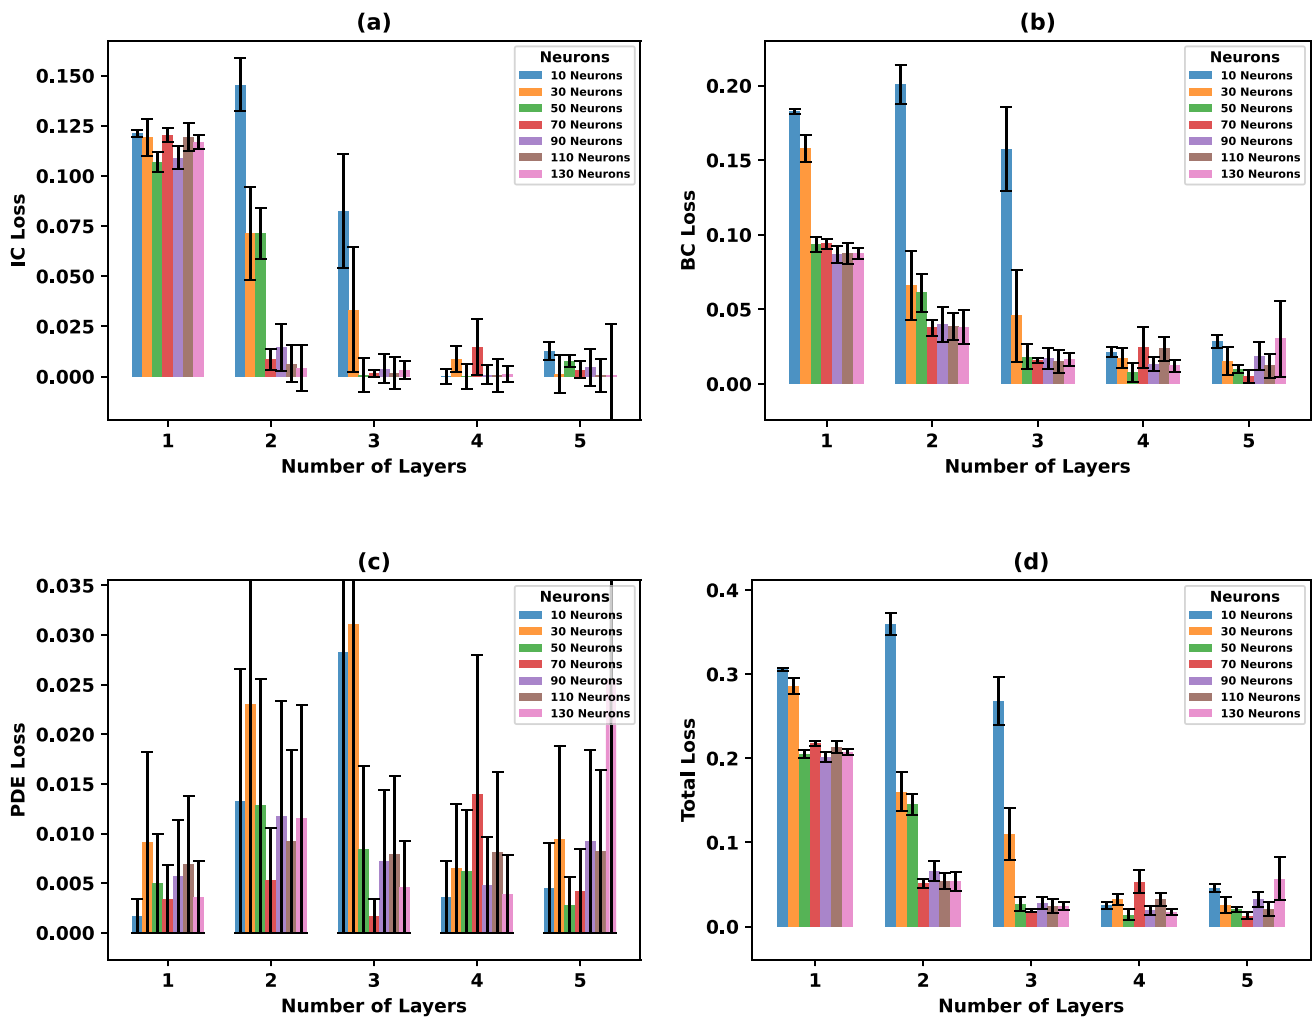 (a)
IC Loss
0.150
0.125
0.100
0.075
0.050
0.025
0.000
1 2 3 4 5
Number of Layers
Neurons
10 Neurons
30 Neurons
50 Neurons
70 Neurons
90 Neurons
110 Neurons
130 Neurons
(b)
BC Loss
0.20
0.15
0.10
0.05
0.00
1 2 3 4 5
Number of Layers
Neurons
10 Neurons
30 Neurons
50 Neurons
70 Neurons
90 Neurons
110 Neurons
130 Neurons
(c)
PDE Loss
0.035
0.030
0.025
0.020
0.015
0.010
0.005
0.000
1 2 3 4 5
Number of Layers
Neurons
10 Neurons
30 Neurons
50 Neurons
70 Neurons
90 Neurons
110 Neurons
130 Neurons
(d)
Total Loss
0.4
0.3
0.2
0.1
0.0
1 2 3 4 5
Number of Layers
Neurons
10 Neurons
30 Neurons
50 Neurons
70 Neurons
90 Neurons
110 Neurons
130 Neurons